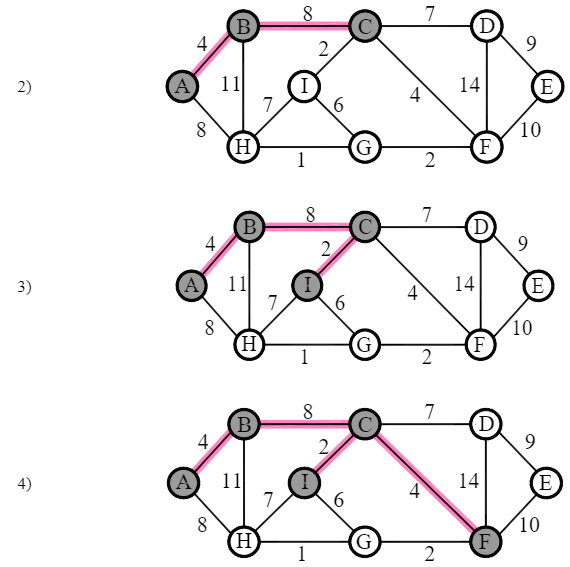 8
B C 7 D
4 2 9
2) A 11 I 14 E
4
8 7 6 10
H G F
1 2
8
B C 7 D
4 2 9
3) A 11 I 14 E
4
8 7 6 10
H G F
1 2
8
B C 7 D
4 2 9
4) A 11 I 14 E
4
8 7 6 10
H G F
1 2